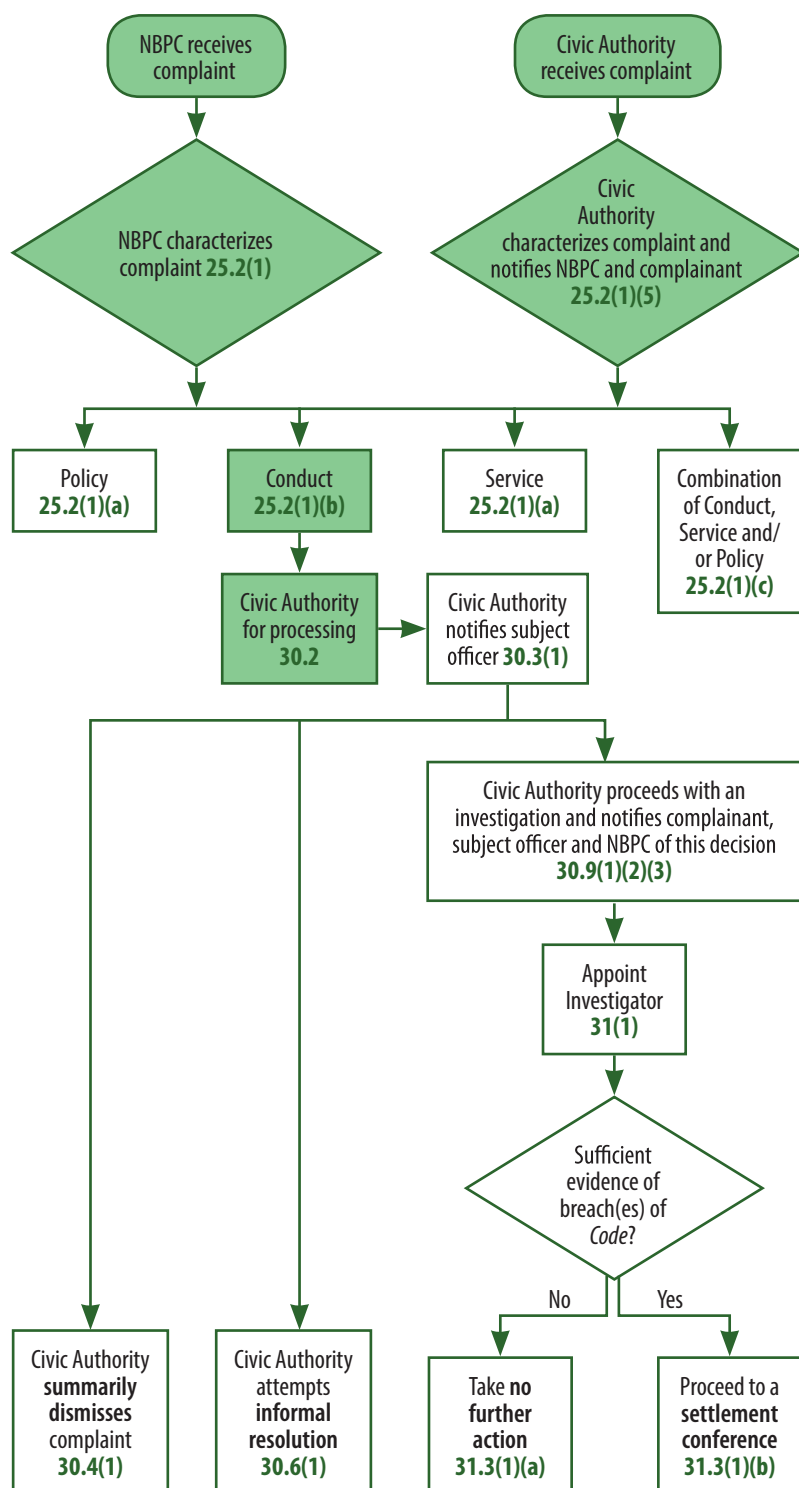 NBPC receives
complaint
Civic Authority
receives complaint
NBPC characterizes
complaint 25.2(1)
Civic
Authority
characterizes complaint and
notifies NBPC and complainant
25.2(1)(5)
Policy
25.2(1)(a)
Conduct
25.2(1)(b)
Service
25.2(1)(a)
Combination
of Conduct,
Service and/
or Policy
25.2(1)(c)
Civic Authority
for processing
30.2
Civic Authority
notifies subject
officer 30.3(1)
Civic Authority proceeds with an
investigation and notifies complainant,
subject officer and NBPC of this decision
30.9(1)(2)(3)
Appoint
Investigator
31(1)
Sufficient
evidence of
breach(es) of
Code?
No
Yes
Civic Authority
summarily
dismisses
complaint
30.4(1)
Civic Authority
attempts
informal
resolution
30.6(1)
Take no
further
action
31.3(1)(a)
Proceed to a
settlement
conference
31.3(1)(b)